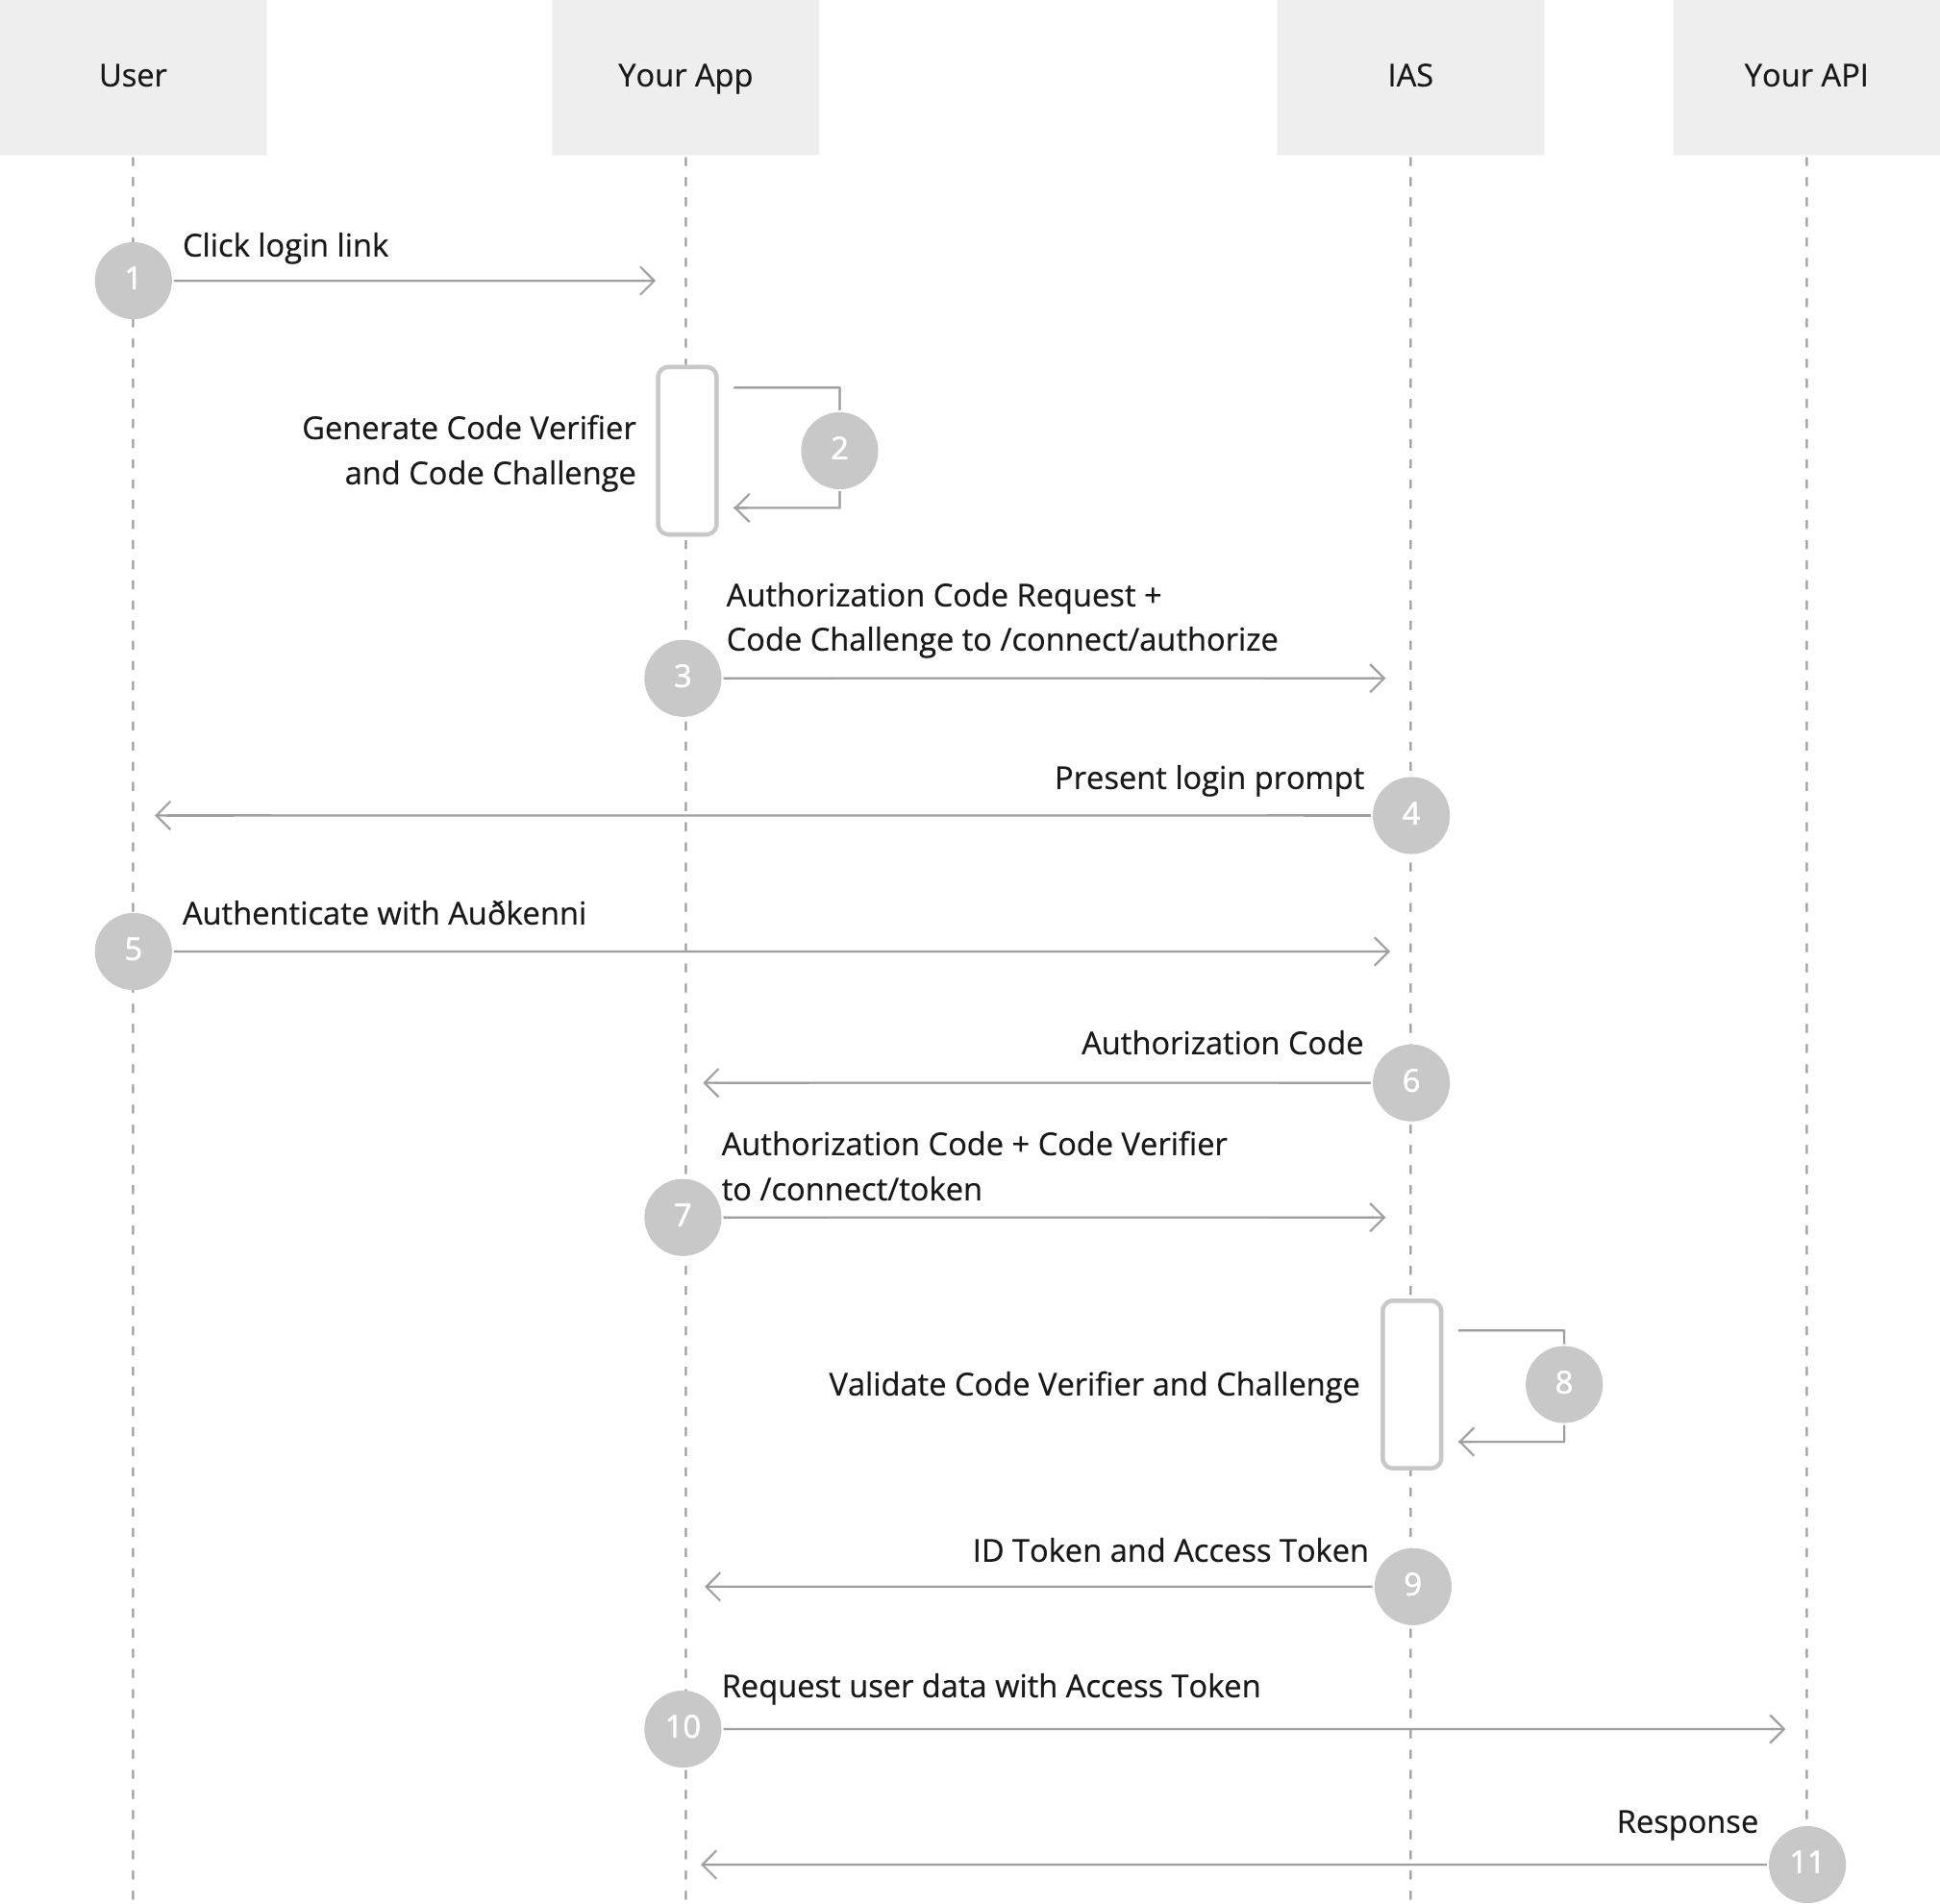 User
Your App
IAS
Your API
Click login link
1
Generate Code Verifier
and Code Challenge
2
Authorization Code Request +
Code Challenge to /connect/authorize
3
Present login prompt
4
Authenticate with Auðkenni
5
Authorization Code
6
Authorization Code + Code Verifier
to /connect/token
7
Validate Code Verifier and Challenge
8
ID Token and Access Token
9
Request user data with Access Token
10
Response
11